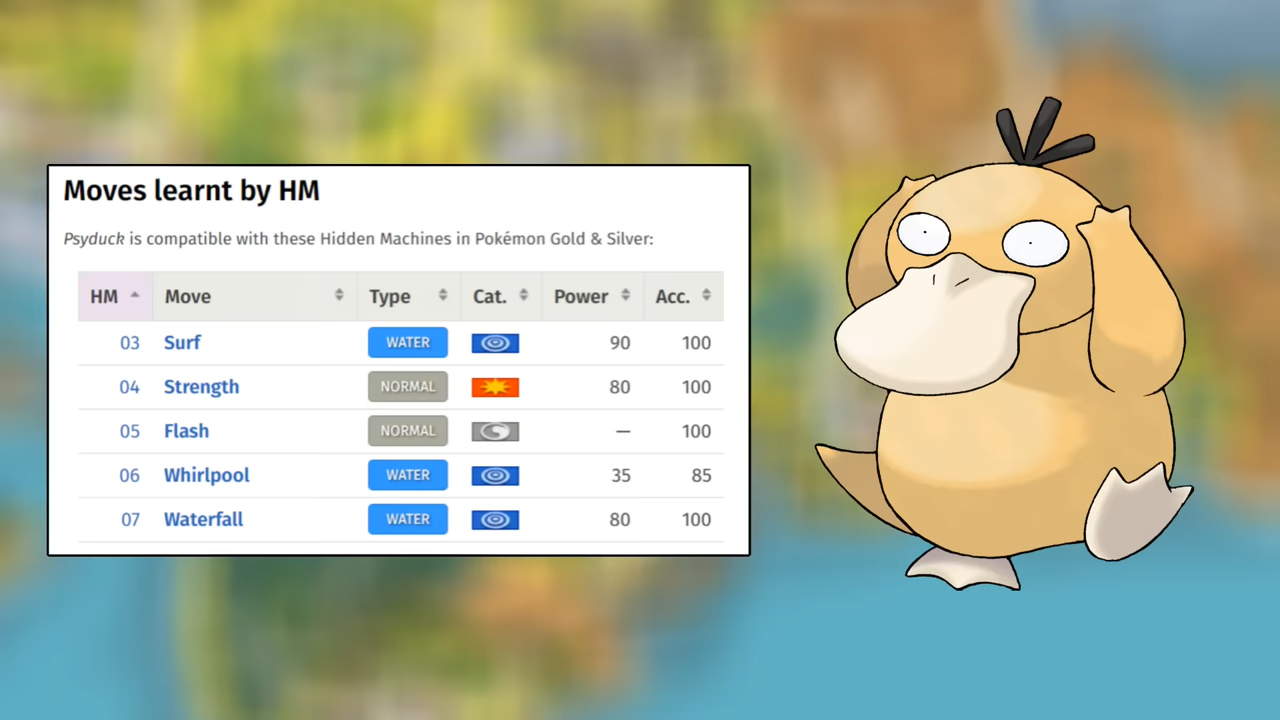 Moves learnt by HM
Psyduck is compatible with these Hidden Machines in Pokémon Gold & Silver:
HM Move Type Cat. Power Acc.
03 Surf WATER 90 100
04 Strength NORMAL 80 100
05 Flash NORMAL — 100
06 Whirlpool WATER 35 85
07 Waterfall WATER 80 100